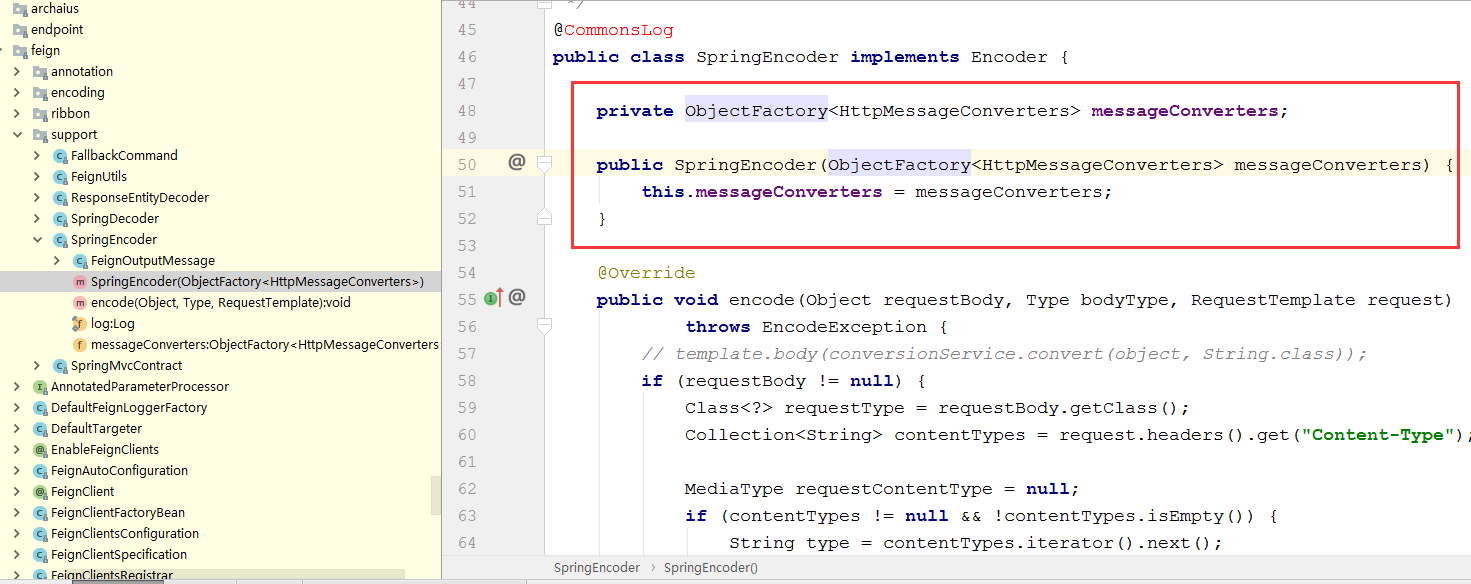 archaius
endpoint
feign
annotation
encoding
ribbon
support
FallbackCommand
FeignUtils
ResponseEntityDecoder
SpringDecoder
SpringEncoder
FeignOutputMessage
SpringEncoder(ObjectFactory<HttpMessageConverters>)
encode(Object, Type, RequestTemplate):void
log:Log
messageConverters:ObjectFactory<HttpMessageConverters
SpringMvcContract
AnnotatedParameterProcessor
DefaultFeignLoggerFactory
DefaultTargeter
EnableFeignClients
FeignAutoConfiguration
FeignClient
FeignClientFactoryBean
FeignClientsConfiguration
FeignClientSpecification
FeignClientsRegistrar
44 */
45 @CommonsLog
46 public class SpringEncoder implements Encoder {
47
48 private ObjectFactory<HttpMessageConverters> messageConverters;
49
50 @ public SpringEncoder(ObjectFactory<HttpMessageConverters> messageConverters) {
51 this.messageConverters = messageConverters;
52 }
53
54 @Override
55 @ public void encode(Object requestBody, Type bodyType, RequestTemplate request)
56 throws EncodeException {
57 // template.body(conversionService.convert(object, String.class));
58 if (requestBody != null) {
59 Class<?> requestType = requestBody.getClass();
60 Collection<String> contentTypes = request.headers().get("Content-Type");
61
62 MediaType requestContentType = null;
63 if (contentTypes != null && !contentTypes.isEmpty()) {
64 String type = contentTypes.iterator().next();
SpringEncoder › SpringEncoder()